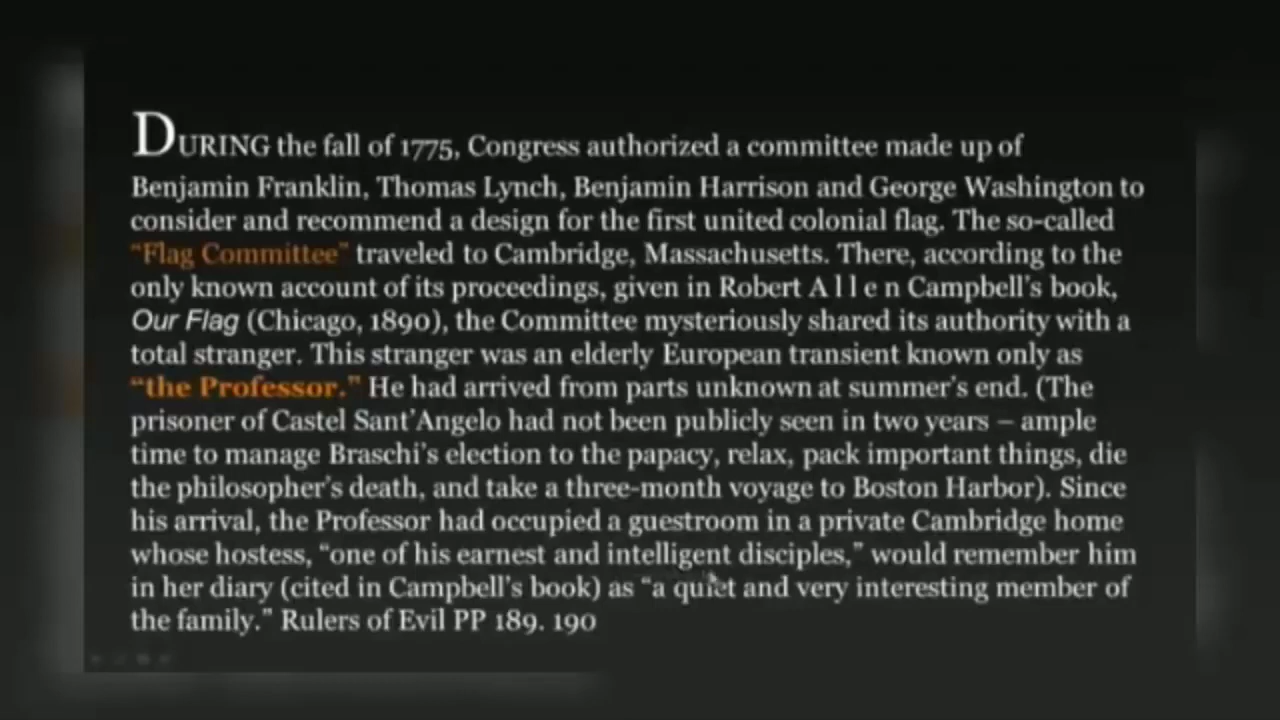 DURING the fall of 1775, Congress authorized a committee made up of
Benjamin Franklin, Thomas Lynch, Benjamin Harrison and George Washington to
consider and recommend a design for the first united colonial flag. The so-called
“Flag Committee” traveled to Cambridge, Massachusetts. There, according to the
only known account of its proceedings, given in Robert A l l e n Campbell’s book,
Our Flag (Chicago, 1890), the Committee mysteriously shared its authority with a
total stranger. This stranger was an elderly European transient known only as
“the Professor.” He had arrived from parts unknown at summer’s end. (The
prisoner of Castel Sant’Angelo had not been publicly seen in two years – ample
time to manage Braschi’s election to the papacy, relax, pack important things, die
the philosopher’s death, and take a three-month voyage to Boston Harbor). Since
his arrival, the Professor had occupied a guestroom in a private Cambridge home
whose hostess, “one of his earnest and intelligent disciples,” would remember him
in her diary (cited in Campbell’s book) as “a quiet and very interesting member of
the family.” Rulers of Evil PP 189. 190